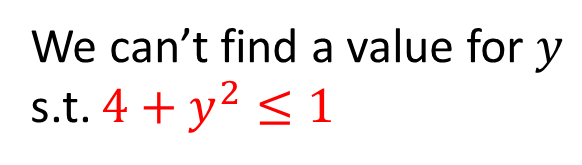 We can’t find a value for y
s.t. 4 + y² ≤ 1